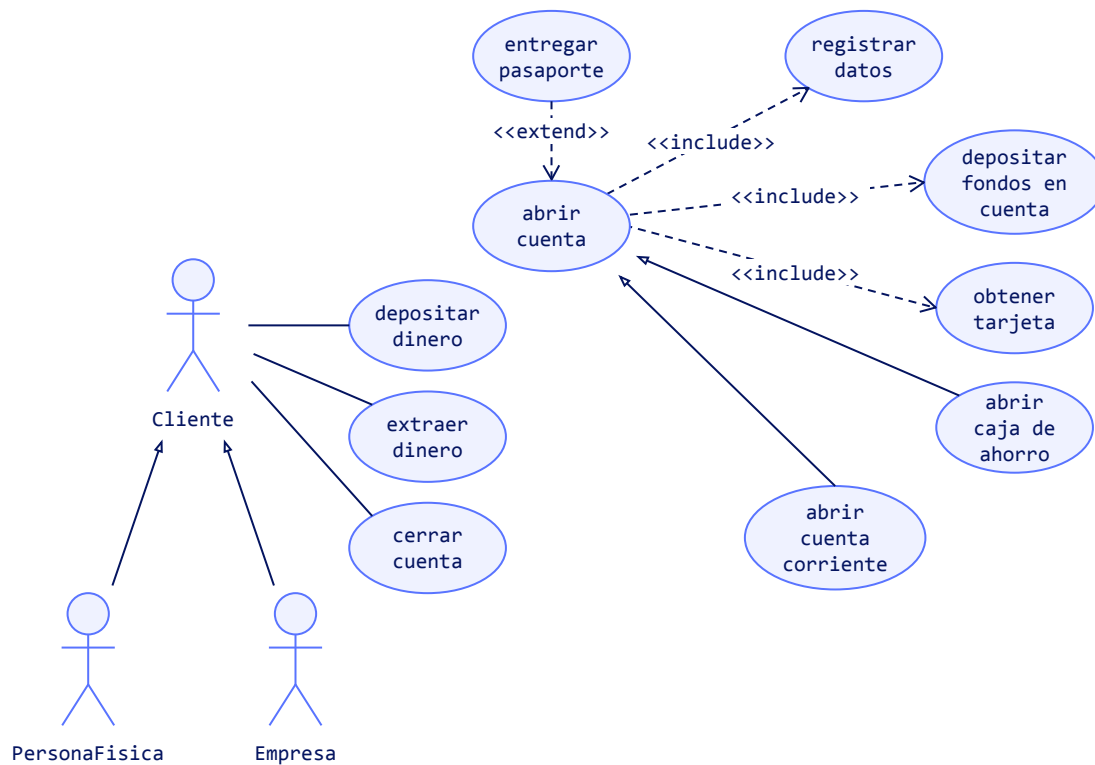 entregar
pasaporte
registrar
datos
<<extend>>
<<include>>
depositar
fondos en
cuenta
<<include>>
abrir
cuenta
<<include>>
obtener
tarjeta
depositar
dinero
Cliente
extraer
dinero
abrir
caja de
ahorro
cerrar
cuenta
abrir
cuenta
corriente
PersonaFisica
Empresa